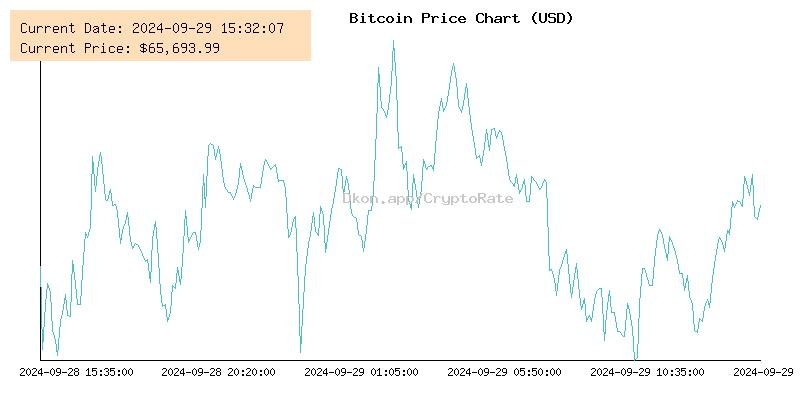 Bitcoin Price Chart (USD)
Current Date: 2024-09-29 15:32:07
Current Price: $65,693.99
Dkon.app/CryptoRate
2024-09-28 15:35:00
2024-09-28 20:20:00
2024-09-29 01:05:00
2024-09-29 05:50:00
2024-09-29 10:35:00
2024-09-29